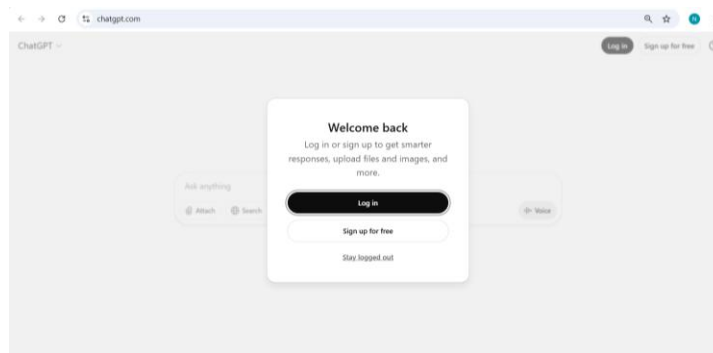 chatgpt.com
N
ChatGPT
Log in
Sign up for free
Welcome back
Log in or sign up to get smarter
responses, upload files and images, and
more.
Ask anything
Attach
Search
Voice
Log in
Sign up for free
Stay logged out